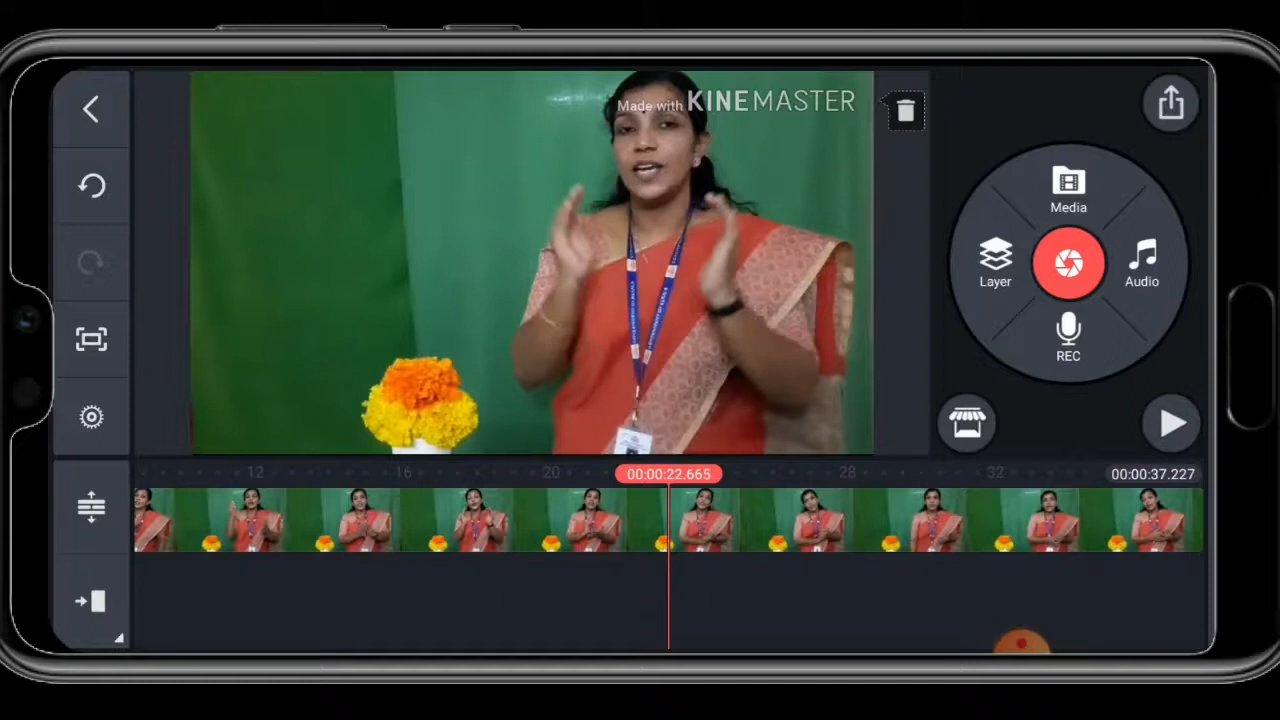 Made with KINEMASTER
Media
Layer
Audio
REC
12
16
20
00:00:22.665
28
32
00:00:37.227